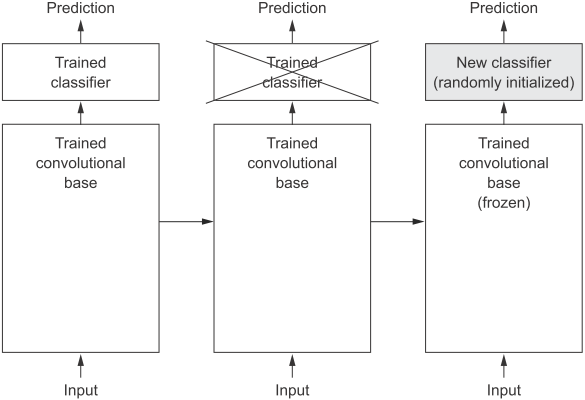 Prediction
Trained
classifier
Trained
convolutional
base
Input
Prediction
Trained
classifier
Trained
convolutional
base
Input
Prediction
New classifier
(randomly initialized)
Trained
convolutional
base
(frozen)
Input